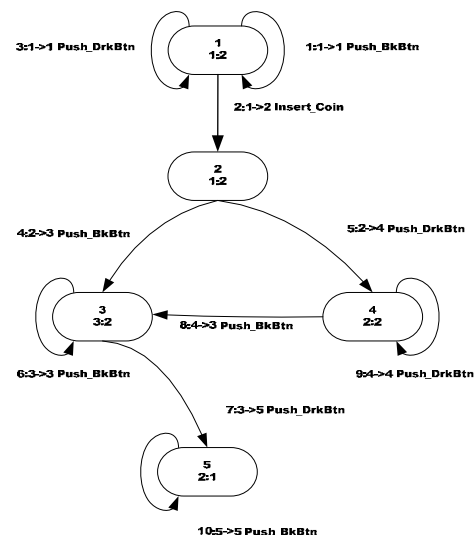 3:1->1 Push_DrkBtn
1
1:2
1:1->1 Push_BkBtn
2:1->2 Insert_Coin
2
1:2
4:2->3 Push_BkBtn
5:2->4 Push_DrkBtn
3
3:2
4
2:2
8:4->3 Push_BkBtn
6:3->3 Push_BkBtn
9:4->4 Push_DrkBtn
7:3->5 Push_DrkBtn
5
2:1
10:5->5 Push_BkBtn